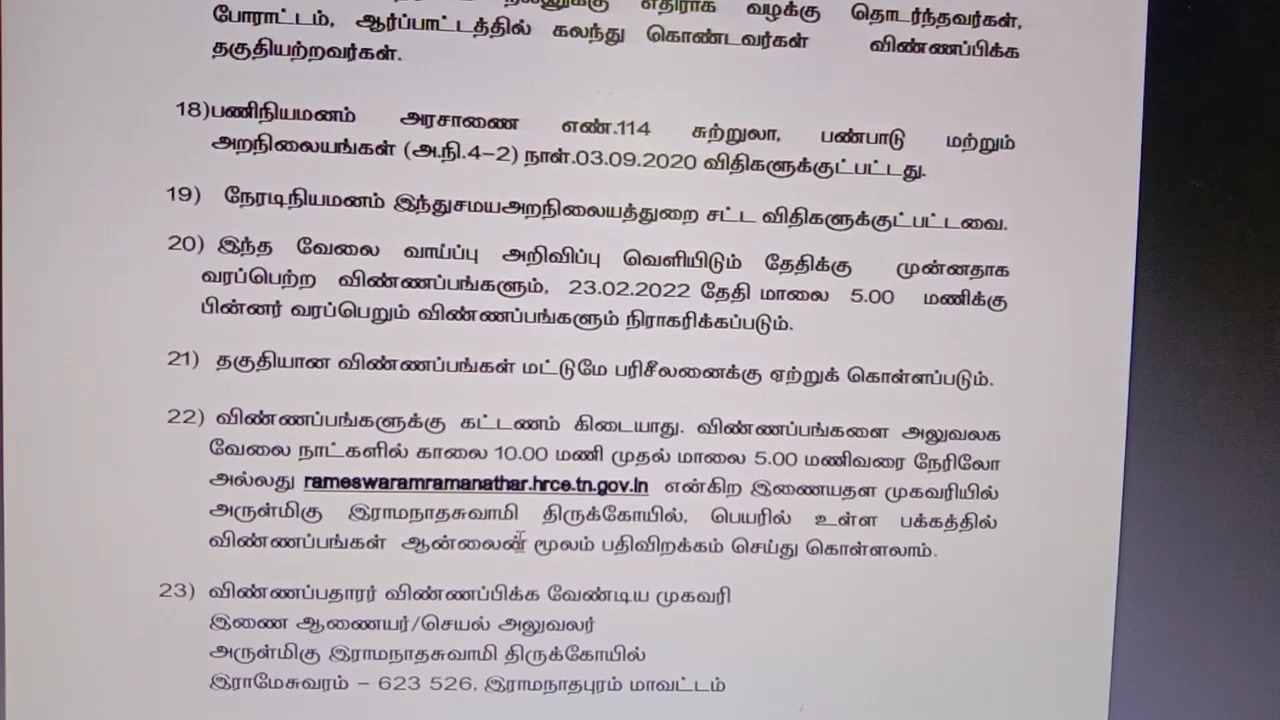 எதிராக வழக்கு தொடர்ந்தவர்கள்,
போராட்டம், ஆர்ப்பாட்டத்தில் கலந்து கொண்டவர்கள் விண்ணப்பிக்க
தகுதியற்றவர்கள்.
18)பணிநியமனம் அரசாணை எண்.114 சுற்றுலா, பண்பாடு மற்றும்
அறநிலையங்கள் (அ.நி.4-2) நாள்.03.09.2020 விதிகளுக்குட்பட்டது.
19) நேரடிநியமனம் இந்துசமயஅறநிலையத்துறை சட்ட விதிகளுக்குட்பட்டவை.
20) இந்த வேலை வாய்ப்பு அறிவிப்பு வெளியிடும் தேதிக்கு முன்னதாக
வரப்பெற்ற விண்ணப்பங்களும், 23.02.2022 தேதி மாலை 5.00 மணிக்கு
பின்னர் வரப்பெறும் விண்ணப்பங்களும் நிராகரிக்கப்படும்.
21) தகுதியான விண்ணப்பங்கள் மட்டுமே பரிசீலனைக்கு ஏற்றுக் கொள்ளப்படும்.
22) விண்ணப்பங்களுக்கு கட்டணம் கிடையாது. விண்ணப்பங்களை அலுவலக
வேலை நாட்களில் காலை 10.00 மணி முதல் மாலை 5.00 மணிவரை நேரிலோ
அல்லது rameswaramramanathar.hrce.tn.gov.in என்கிற இணையதள முகவரியில்
அருள்மிகு இராமநாதசுவாமி திருக்கோயில், பெயரில் உள்ள பக்கத்தில்
விண்ணப்பங்கள் ஆன்லைன் மூலம் பதிவிறக்கம் செய்து கொள்ளலாம்.
23) விண்ணப்பதாரர் விண்ணப்பிக்க வேண்டிய முகவரி
இணை ஆணையர்/செயல் அலுவலர்
அருள்மிகு இராமநாதசுவாமி திருக்கோயில்
இராமேசுவரம் – 623 526, இராமநாதபுரம் மாவட்டம்